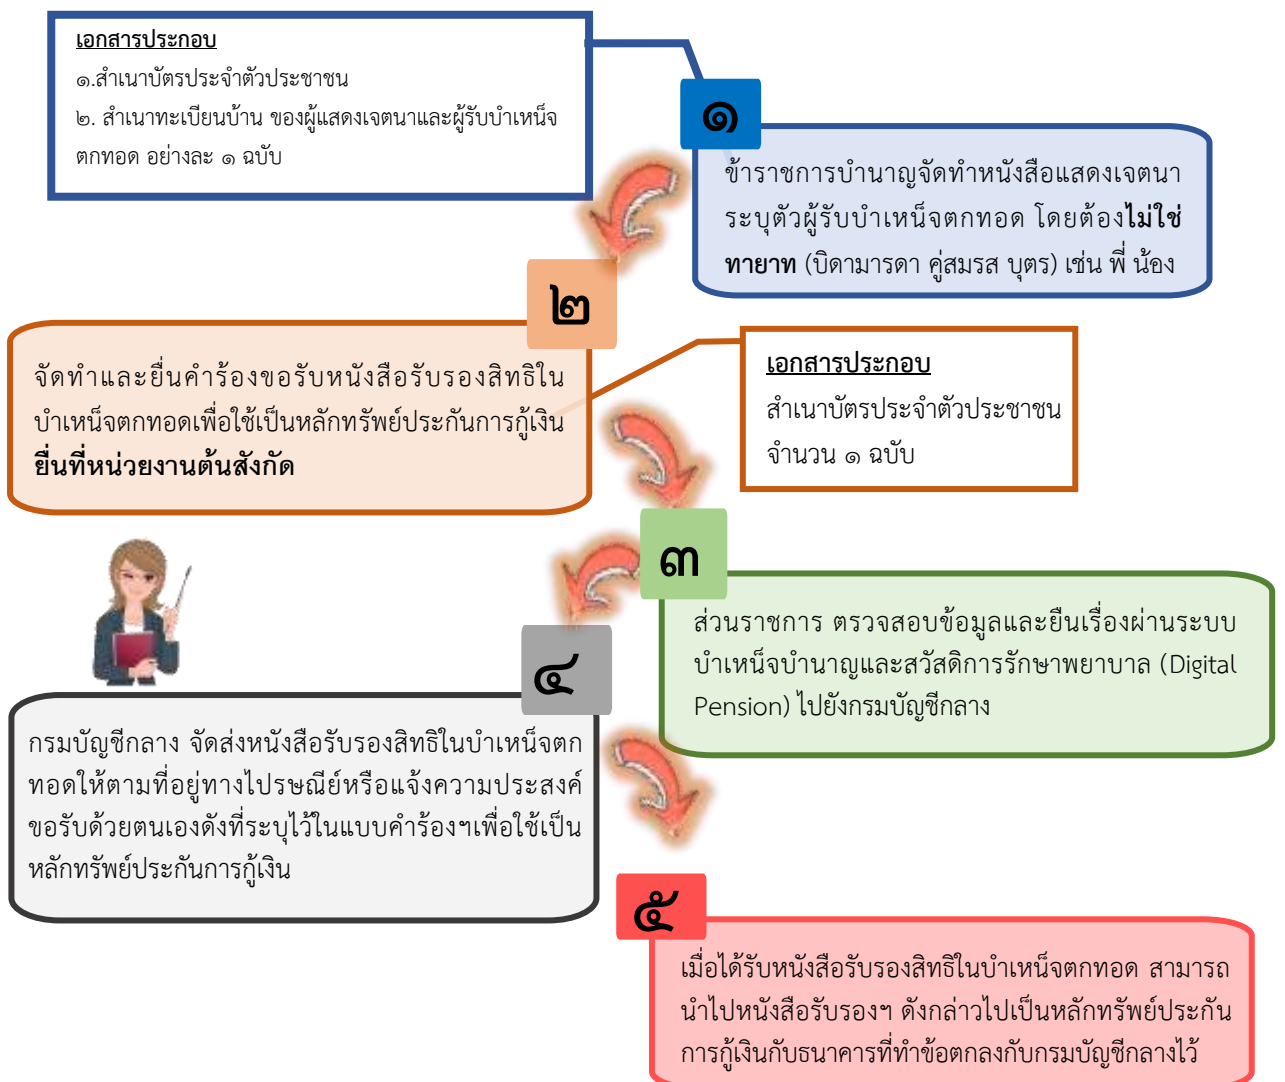 เอกสารประกอบ
๑.สำเนาบัตรประจำตัวประชาชน
๒. สำเนาทะเบียนบ้าน ของผู้แสดงเจตนาและผู้รับบำเหน็จ
ตกทอด อย่างละ ๑ ฉบับ
๑
ข้าราชการบำนาญจัดทำหนังสือแสดงเจตนา
ระบุตัวผู้รับบำเหน็จตกทอด โดยต้องไม่ใช่
ทายาท (บิดามารดา คู่สมรส บุตร) เช่น พี่ น้อง
๒
จัดทำและยื่นคำร้องขอรับหนังสือรับรองสิทธิใน
บำเหน็จตกทอดเพื่อใช้เป็นหลักทรัพย์ประกันการกู้เงิน
ยื่นที่หน่วยงานต้นสังกัด
เอกสารประกอบ
สำเนาบัตรประจำตัวประชาชน
จำนวน ๑ ฉบับ
๓
ส่วนราชการ ตรวจสอบข้อมูลและยืนเรื่องผ่านระบบ
บำเหน็จบำนาญและสวัสดิการรักษาพยาบาล (Digital
Pension) ไปยังกรมบัญชีกลาง
๔
กรมบัญชีกลาง จัดส่งหนังสือรับรองสิทธิในบำเหน็จตก
ทอดให้ตามที่อยู่ทางไปรษณีย์หรือแจ้งความประสงค์
ขอรับด้วยตนเองดังที่ระบุไว้ในแบบคำร้องฯเพื่อใช้เป็น
หลักทรัพย์ประกันการกู้เงิน
๕
เมื่อได้รับหนังสือรับรองสิทธิในบำเหน็จตกทอด สามารถ
นำไปหนังสือรับรองฯ ดังกล่าวไปเป็นหลักทรัพย์ประกัน
การกู้เงินกับธนาคารที่ทำข้อตกลงกับกรมบัญชีกลางไว้